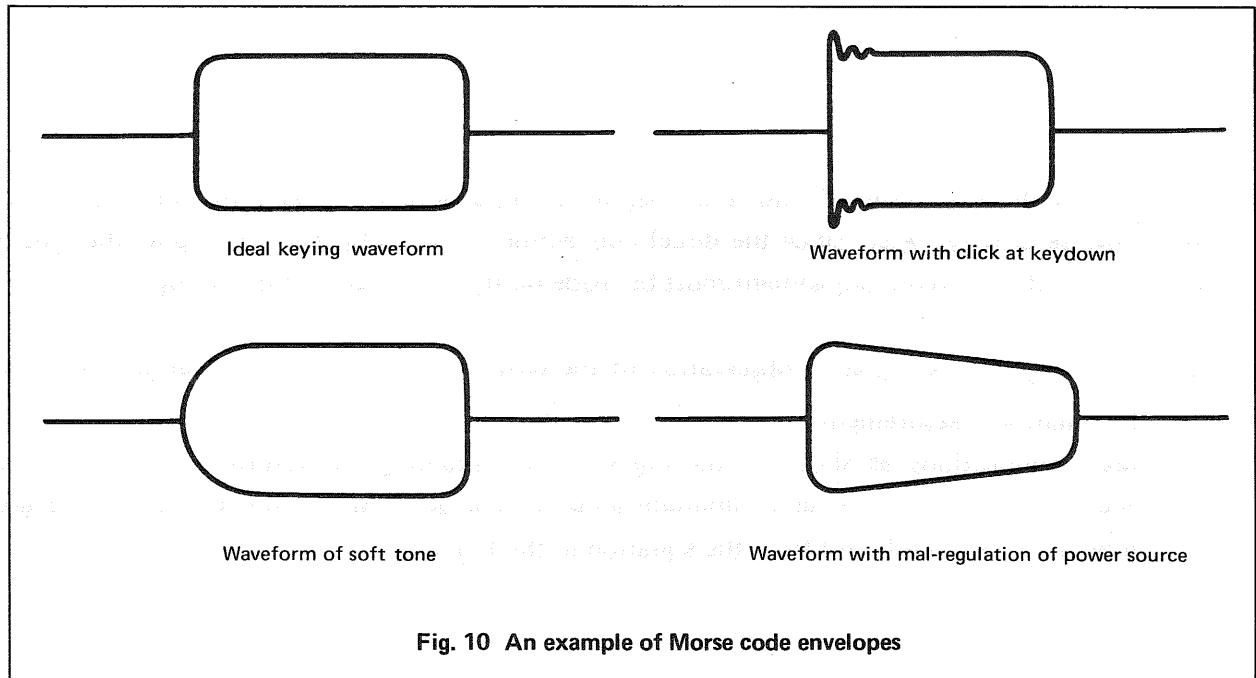 Ideal keying waveform
Waveform with click at keydown
Waveform of soft tone
Waveform with mal-regulation of power source
Fig. 10 An example of Morse code envelopes